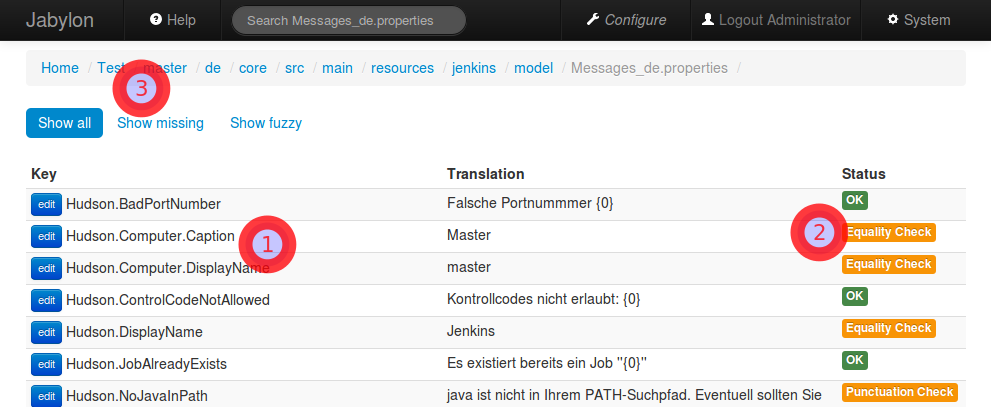 Jabylon Help Search Messages_de.properties Configure Logout Administrator System
Home / Test / master / de / core / src / main / resources / jenkins / model / Messages_de.properties /
3
Show all Show missing Show fuzzy
Key Translation Status
edit Hudson.BadPortNumber Falsche Portnummmer {0} OK
edit Hudson.Computer.Caption 1 Master 2 Equality Check
edit Hudson.Computer.DisplayName master Equality Check
edit Hudson.ControlCodeNotAllowed Kontrollcodes nicht erlaubt: {0} OK
edit Hudson.DisplayName Jenkins Equality Check
edit Hudson.JobAlreadyExists Es existiert bereits ein Job ''{0}'' OK
edit Hudson.NoJavaInPath java ist nicht in Ihrem PATH-Suchpfad. Eventuell sollten Sie Punctuation Check